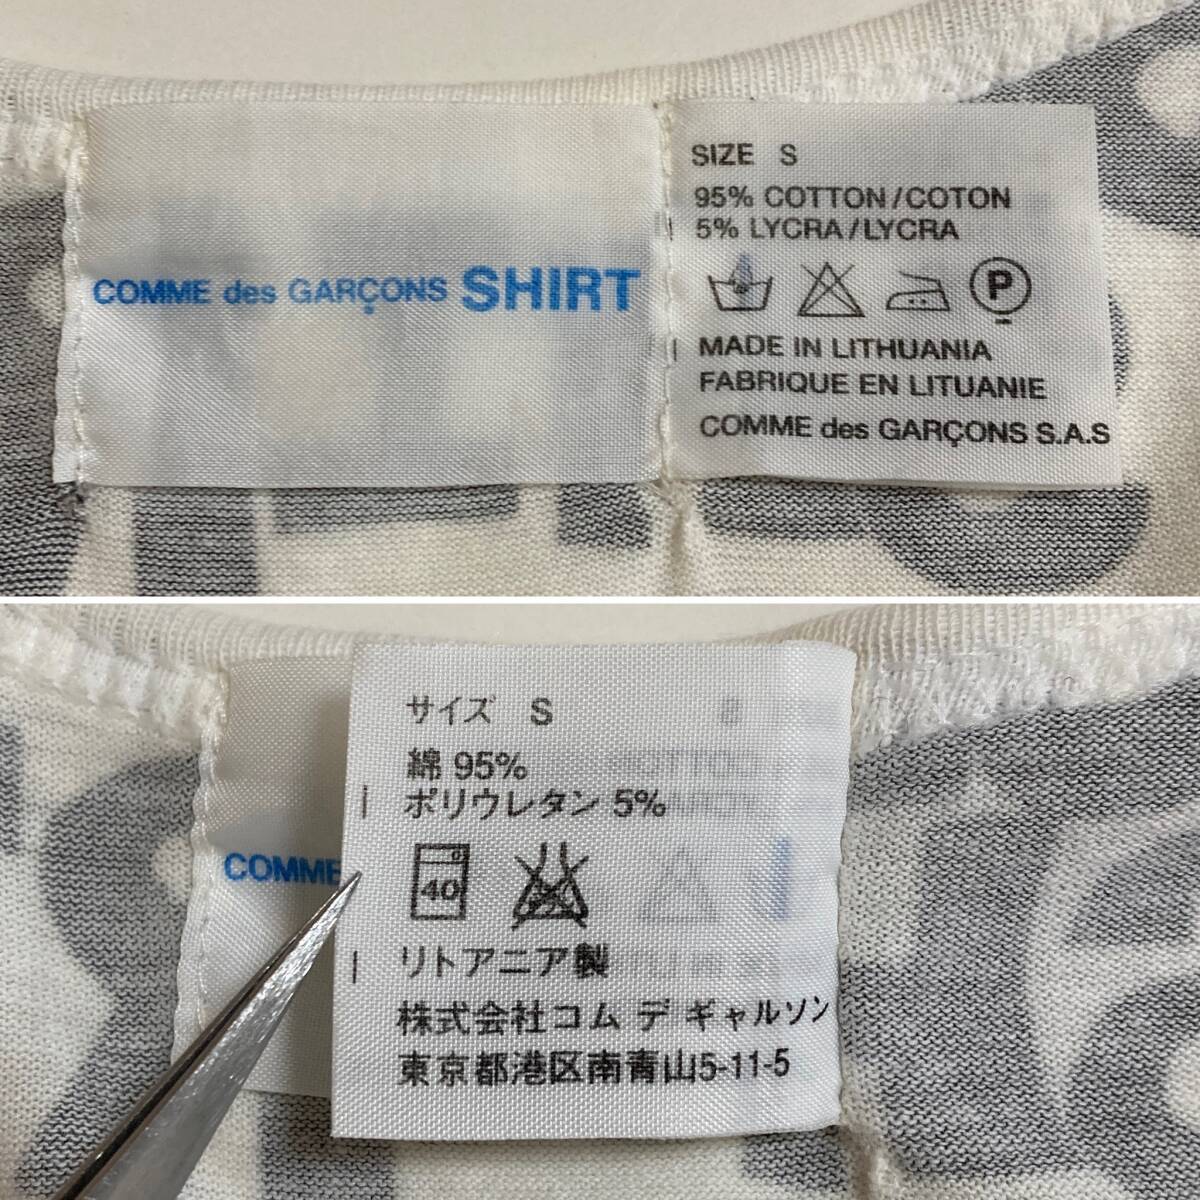 COMME des GARÇONS SHIRT
SIZE S
95% COTTON/COTON
5% LYCRA/LYCRA
P
MADE IN LITHUANIA
FABRIQUE EN LITUANIE
COMME des GARÇONS S.A.S
サイズ S
綿 95%
ポリウレタン 5%
40
リトアニア製
株式会社コム デ ギャルソン
東京都港区南青山5-11-5
COMME